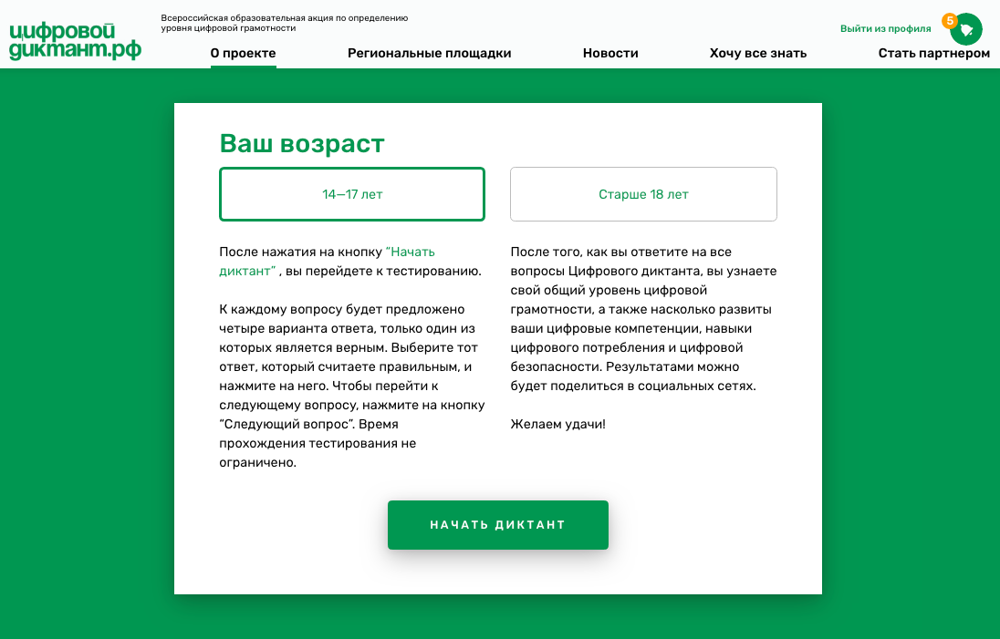 цифровой
диктант.рф
Всероссийская образовательная акция по определению
уровня цифровой грамотности
Выйти из профиля
5
О проекте
Региональные площадки
Новости
Хочу все знать
Стать партнером
Ваш возраст
14—17 лет
Старше 18 лет
После нажатия на кнопку “Начать
диктант” , вы перейдете к тестированию.
К каждому вопросу будет предложено
четыре варианта ответа, только один из
которых является верным. Выберите тот
ответ, который считаете правильным, и
нажмите на него. Чтобы перейти к
следующему вопросу, нажмите на кнопку
“Следующий вопрос”. Время
прохождения тестирования не
ограничено.
После того, как вы ответите на все
вопросы Цифрового диктанта, вы узнаете
свой общий уровень цифровой
грамотности, а также насколько развиты
ваши цифровые компетенции, навыки
цифрового потребления и цифровой
безопасности. Результатами можно
будет поделиться в социальных сетях.
Желаем удачи!
НАЧАТЬ ДИКТАНТ